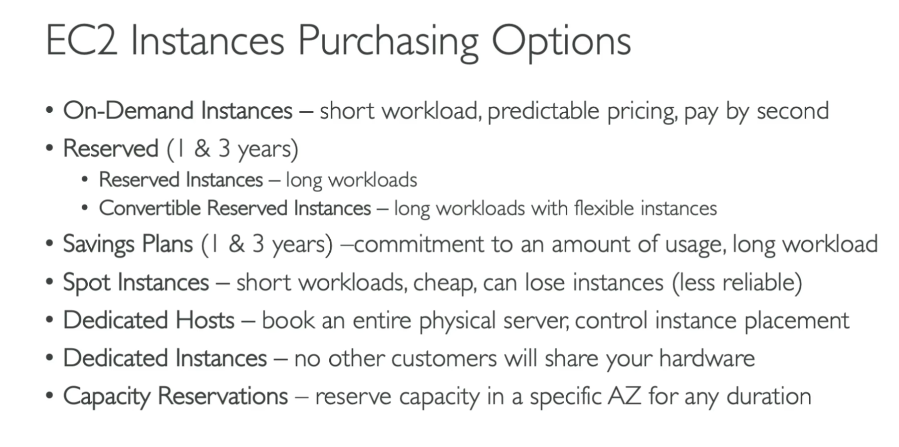 EC2 Instances Purchasing Options
• On-Demand Instances – short workload, predictable pricing, pay by second
• Reserved (1 & 3 years)
• Reserved Instances – long workloads
• Convertible Reserved Instances – long workloads with flexible instances
• Savings Plans (1 & 3 years) –commitment to an amount of usage, long workload
• Spot Instances – short workloads, cheap, can lose instances (less reliable)
• Dedicated Hosts – book an entire physical server, control instance placement
• Dedicated Instances – no other customers will share your hardware
• Capacity Reservations – reserve capacity in a specific AZ for any duration